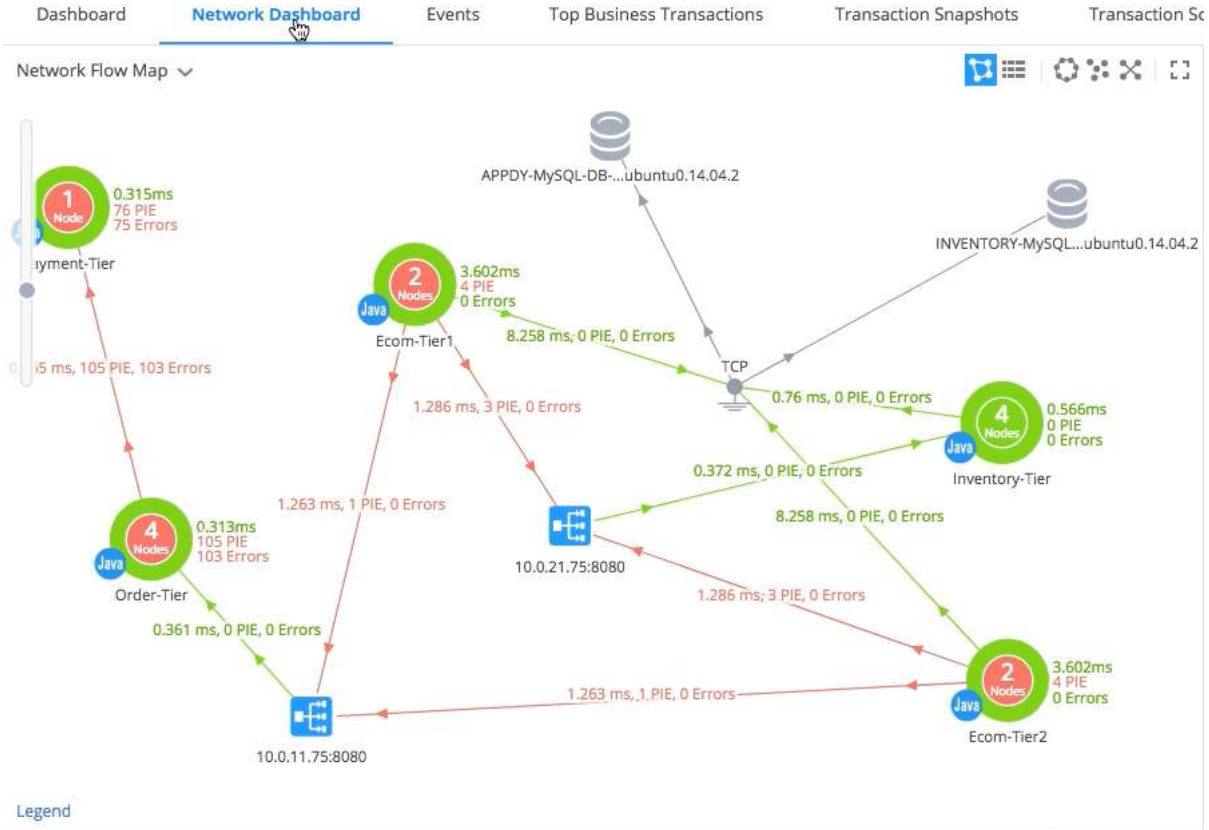 Dashboard
Network Dashboard
Events
Top Business Transactions
Transaction Snapshots
Transaction Sc
Network Flow Map
APPDY-MySQL-DB-...ubuntu0.14.04.2
INVENTORY-MySQL...ubuntu0.14.04.2
1
Node
Java
0.315ms
76 PIE
75 Errors
yment-Tier
2
Nodes
Java
3.602ms
4 PIE
0 Errors
Ecom-Tier1
8.258 ms, 0 PIE, 0 Errors
TCP
5 ms, 105 PIE, 103 Errors
1.286 ms, 3 PIE, 0 Errors
0.76 ms, 0 PIE, 0 Errors
4
Nodes
Java
0.566ms
0 PIE
0 Errors
Inventory-Tier
0.372 ms, 0 PIE, 0 Errors
1.263 ms, 1 PIE, 0 Errors
8.258 ms, 0 PIE, 0 Errors
4
Nodes
Java
0.313ms
105 PIE
103 Errors
Order-Tier
10.0.21.75:8080
1.286 ms, 3 PIE, 0 Errors
0.361 ms, 0 PIE, 0 Errors
2
Nodes
Java
3.602ms
4 PIE
0 Errors
Ecom-Tier2
1.263 ms, 1 PIE, 0 Errors
10.0.11.75:8080
Legend